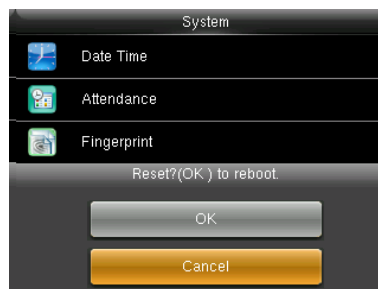 System
Date Time
Attendance
Fingerprint
Reset?(OK ) to reboot.
OK
Cancel